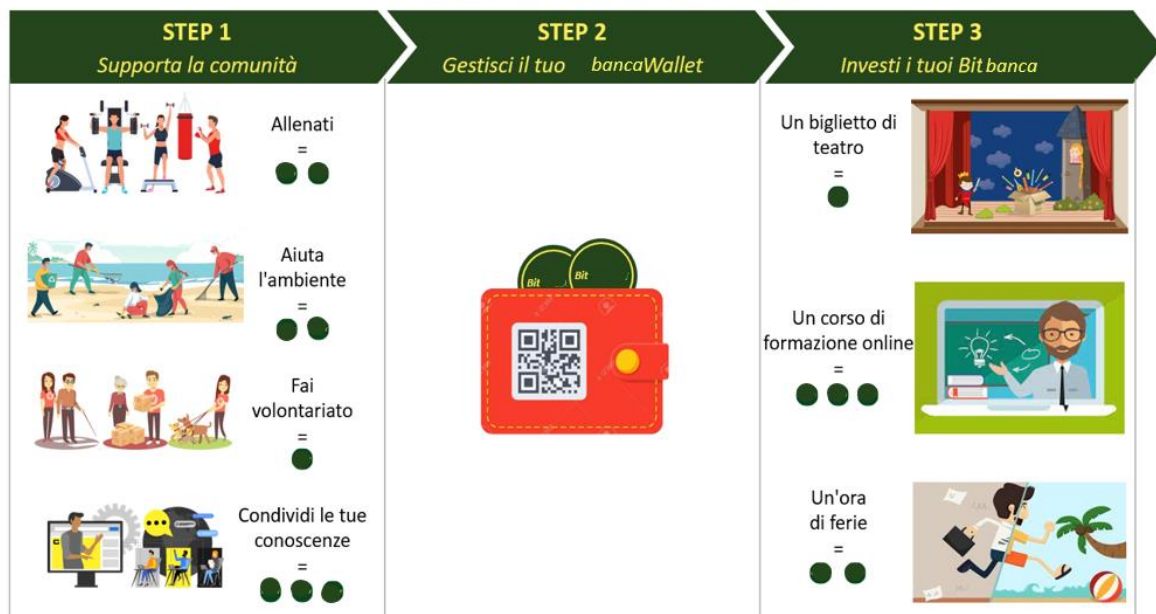 STEP 1
Supporta la comunità
STEP 2
Gestisci il tuo bancaWallet
STEP 3
Investi i tuoi Bit banca
Allenati
=
Aiuta
l'ambiente
=
Fai
volontariato
=
Condividi le tue
conoscenze
=
Bit
Bit
Un biglietto di
teatro
=
Un corso di
formazione online
=
Un'ora
di ferie
=